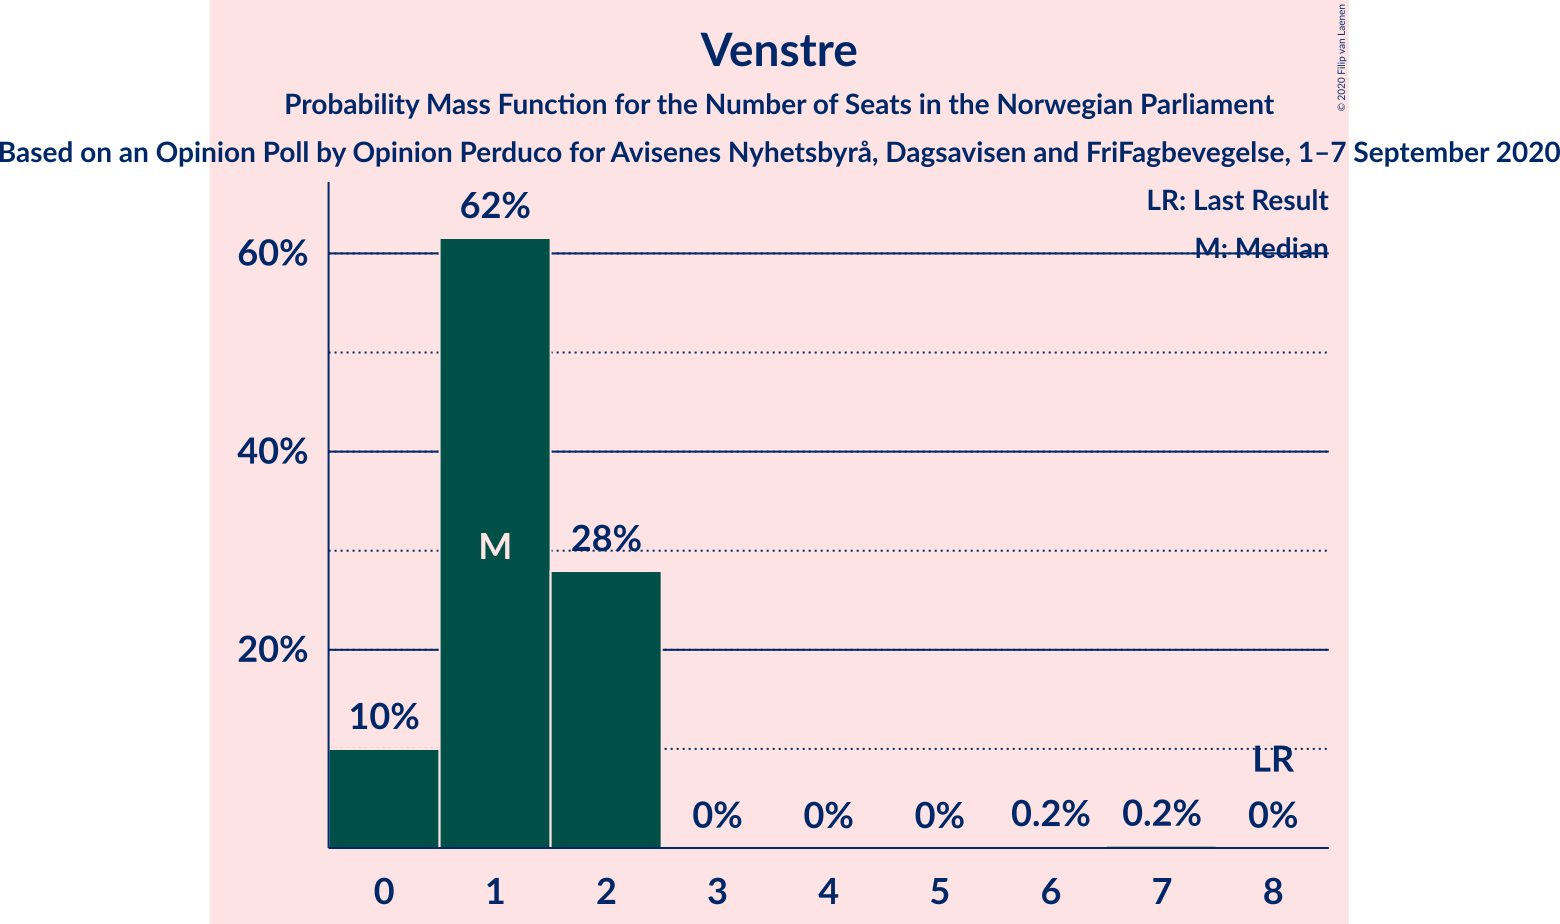 Venstre
Probability Mass Function for the Number of Seats in the Norwegian Parliament
Based on an Opinion Poll by Opinion Perduco for Avisenes Nyhetsbyrå, Dagsavisen and FriFagbevegelse, 1–7 September 2020
© 2020 Filip van Laenen
LR: Last Result
M: Median
62%
60%
40%
M
28%
20%
10%
LR
0%
0%
0%
0.2%
0.2%
0%
0 1 2 3 4 5 6 7 8